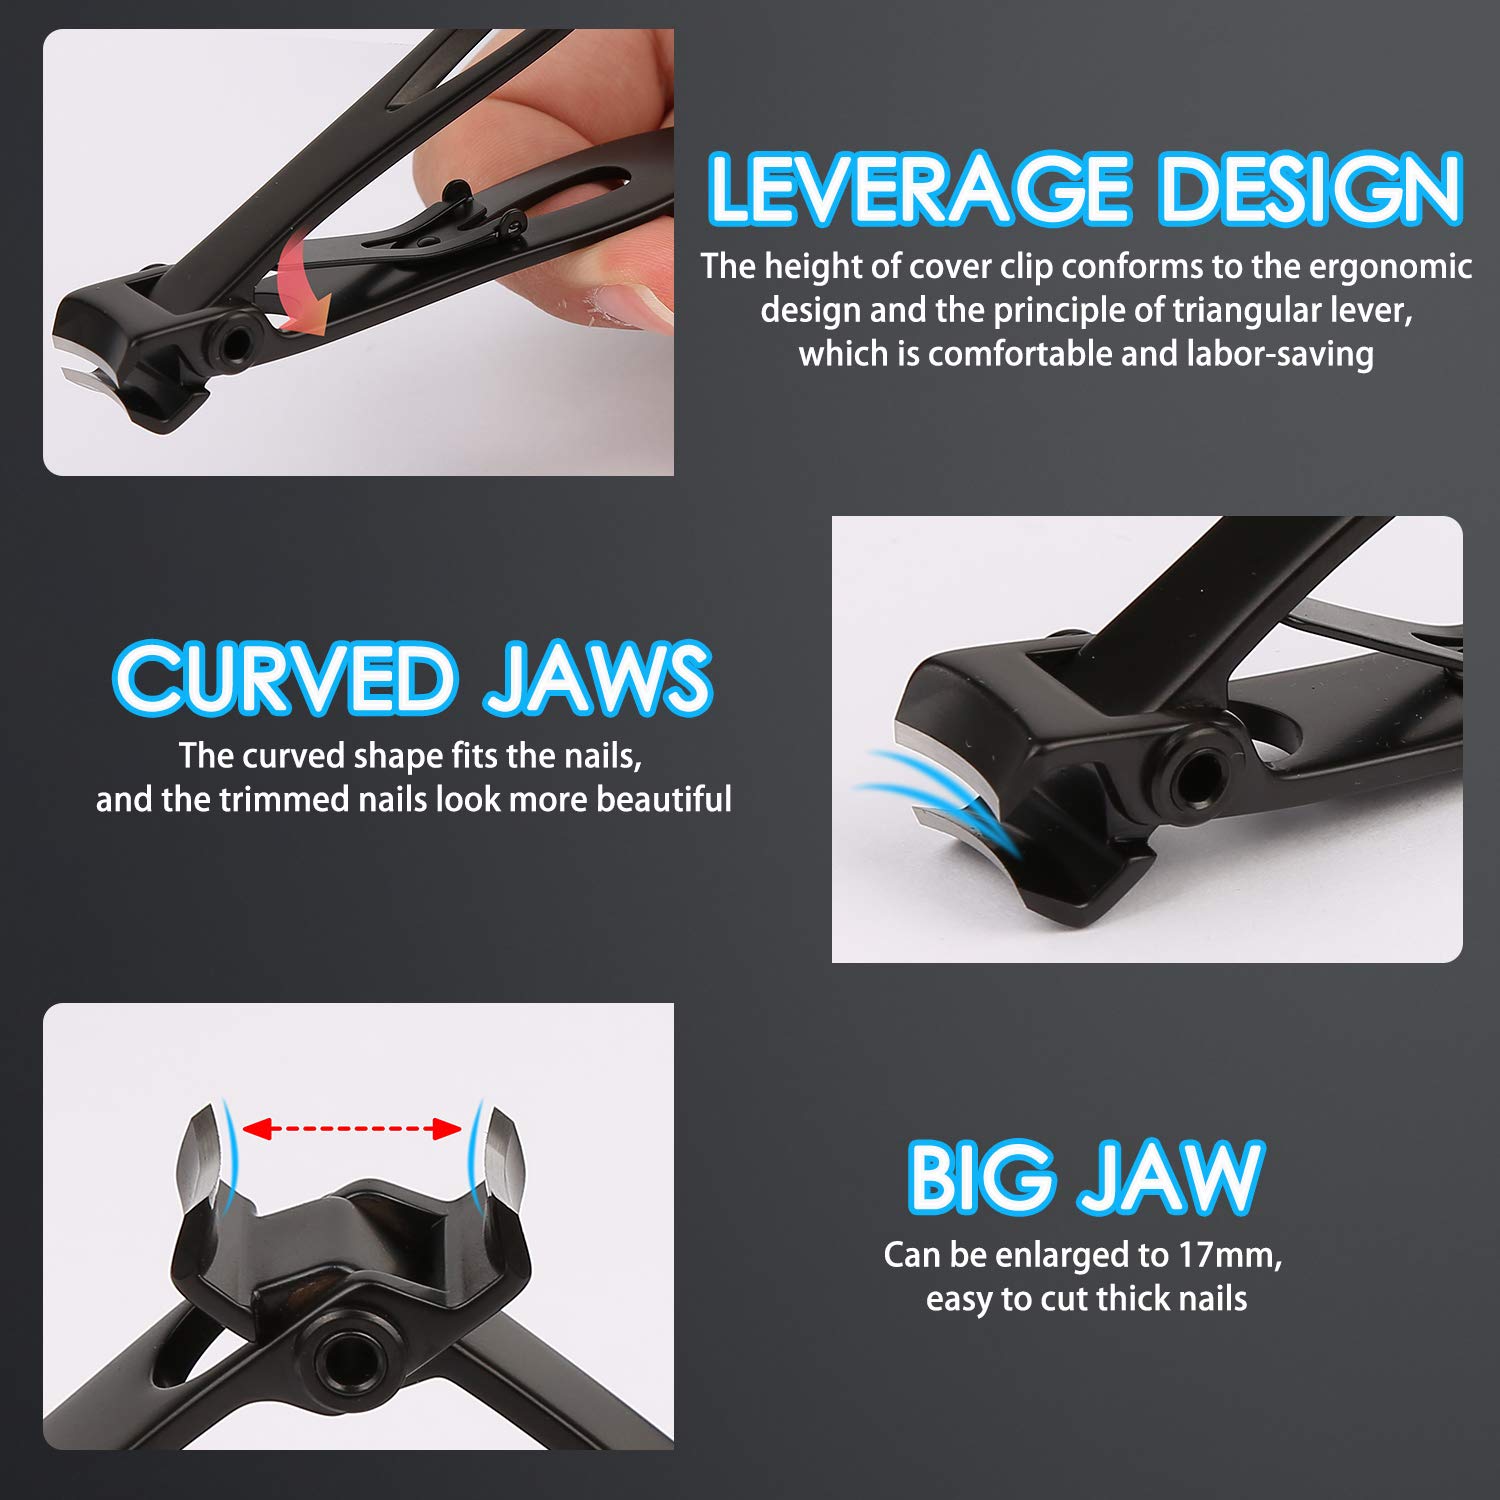 LEVERAGE DESIGN
The height of cover clip conforms to the ergonomic
design and the principle of triangular lever,
which is comfortable and labor-saving
CURVED JAWS
The curved shape fits the nails,
and the trimmed nails look more beautiful
BIG JAW
Can be enlarged to 17mm,
easy to cut thick nails